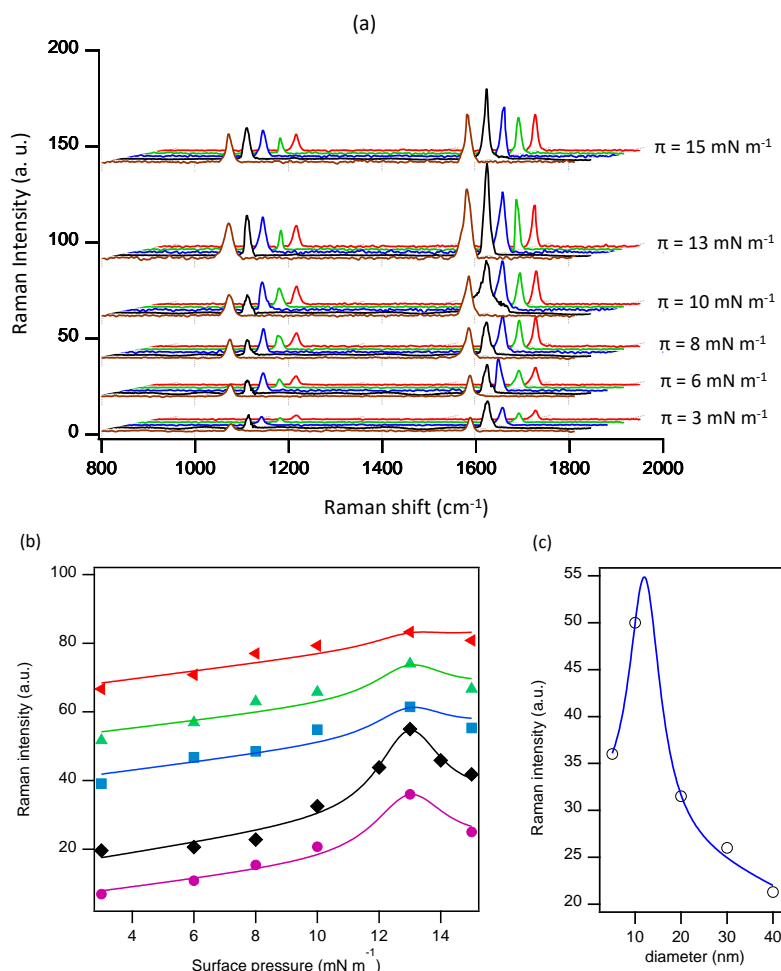 (a)
200
150
100
50
0
Raman Intensity (a. u.)
π = 15 mN m⁻¹
π = 13 mN m⁻¹
π = 10 mN m⁻¹
π = 8 mN m⁻¹
π = 6 mN m⁻¹
π = 3 mN m⁻¹
800 1000 1200 1400 1600 1800 2000
Raman shift (cm⁻¹)
(b)
100
80
60
40
20
Raman intensity (a.u.)
4 6 8 10 12 14
Surface pressure (mN m⁻¹)
(c)
55
50
45
40
35
30
25
20
Raman intensity (a.u.)
10 20 30 40
diameter (nm)